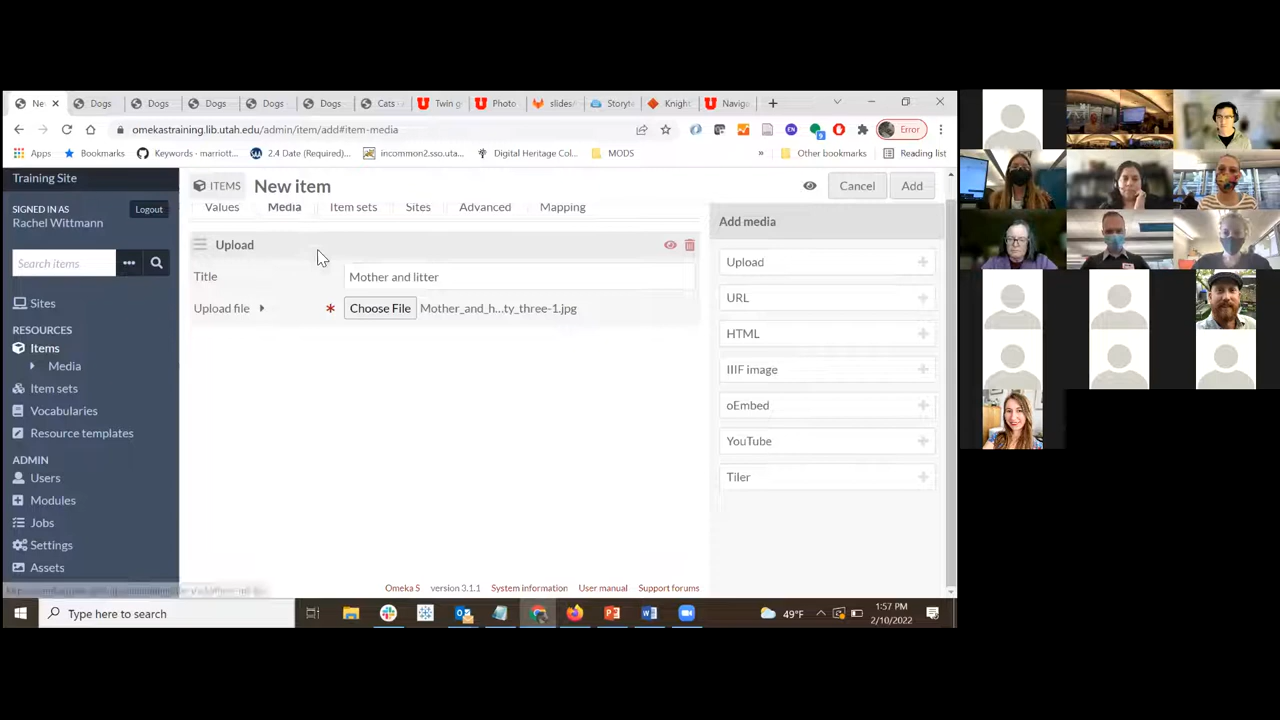 Ne
Dogs
Dogs
Dogs
Dogs
Dogs
Cats
Twin g
Photo
slides/
Storyte
Knight
Naviga
omekastraining.lib.utah.edu/admin/item/add#item-media
Error
Apps
Bookmarks
Keywords - marriott...
2.4 Date (Required)...
incommon2.sso.uta...
Digital Heritage Col...
MODS
»
Other bookmarks
Reading list
Training Site
SIGNED IN AS
Rachel Wittmann
Logout
Search items
Sites
RESOURCES
Items
Media
Item sets
Vocabularies
Resource templates
ADMIN
Users
Modules
Jobs
Settings
Assets
ITEMS
New item
Cancel
Add
Values
Media
Item sets
Sites
Advanced
Mapping
Upload
Title
Mother and litter
Upload file
Choose File
Mother_and_h...ty_three-1.jpg
Add media
Upload
URL
HTML
IIIF image
oEmbed
YouTube
Tiler
Omeka S
version 3.1.1
System information
User manual
Support forums
Type here to search
49°F
1:57 PM
2/10/2022